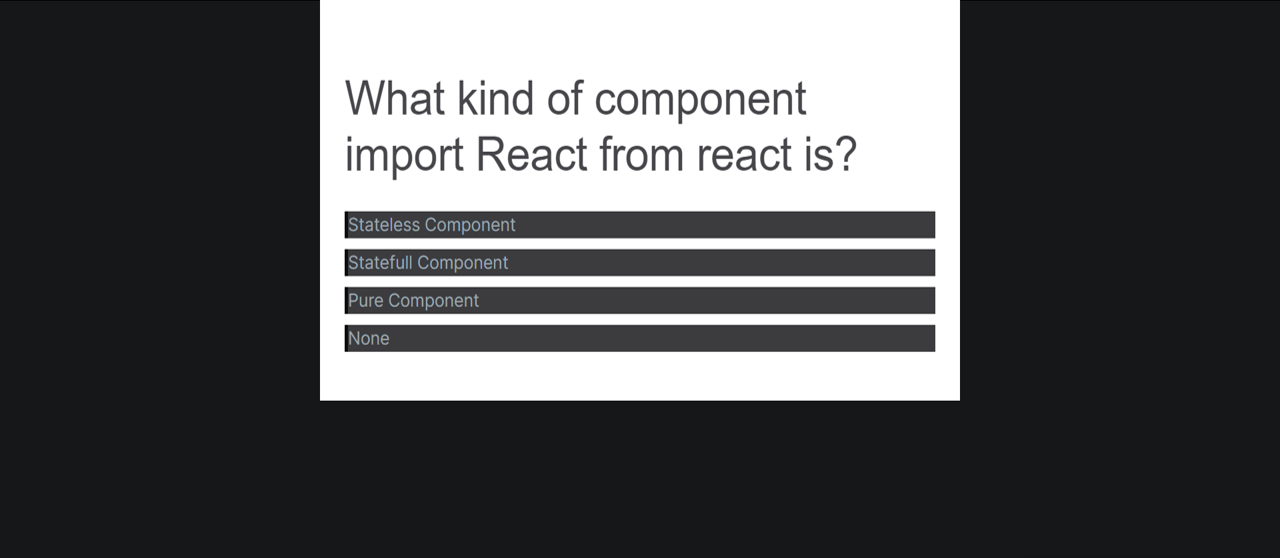 What kind of component
import React from react is?
Stateless Component
Statefull Component
Pure Component
None